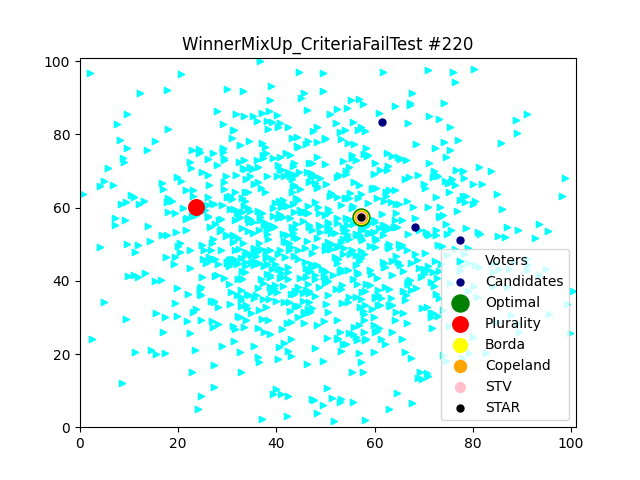 WinnerMixUp_CriteriaFailTest #220
100
80
60
40
20
0
0
20
40
60
80
100
Voters
Candidates
Optimal
Plurality
Borda
Copeland
STV
STAR